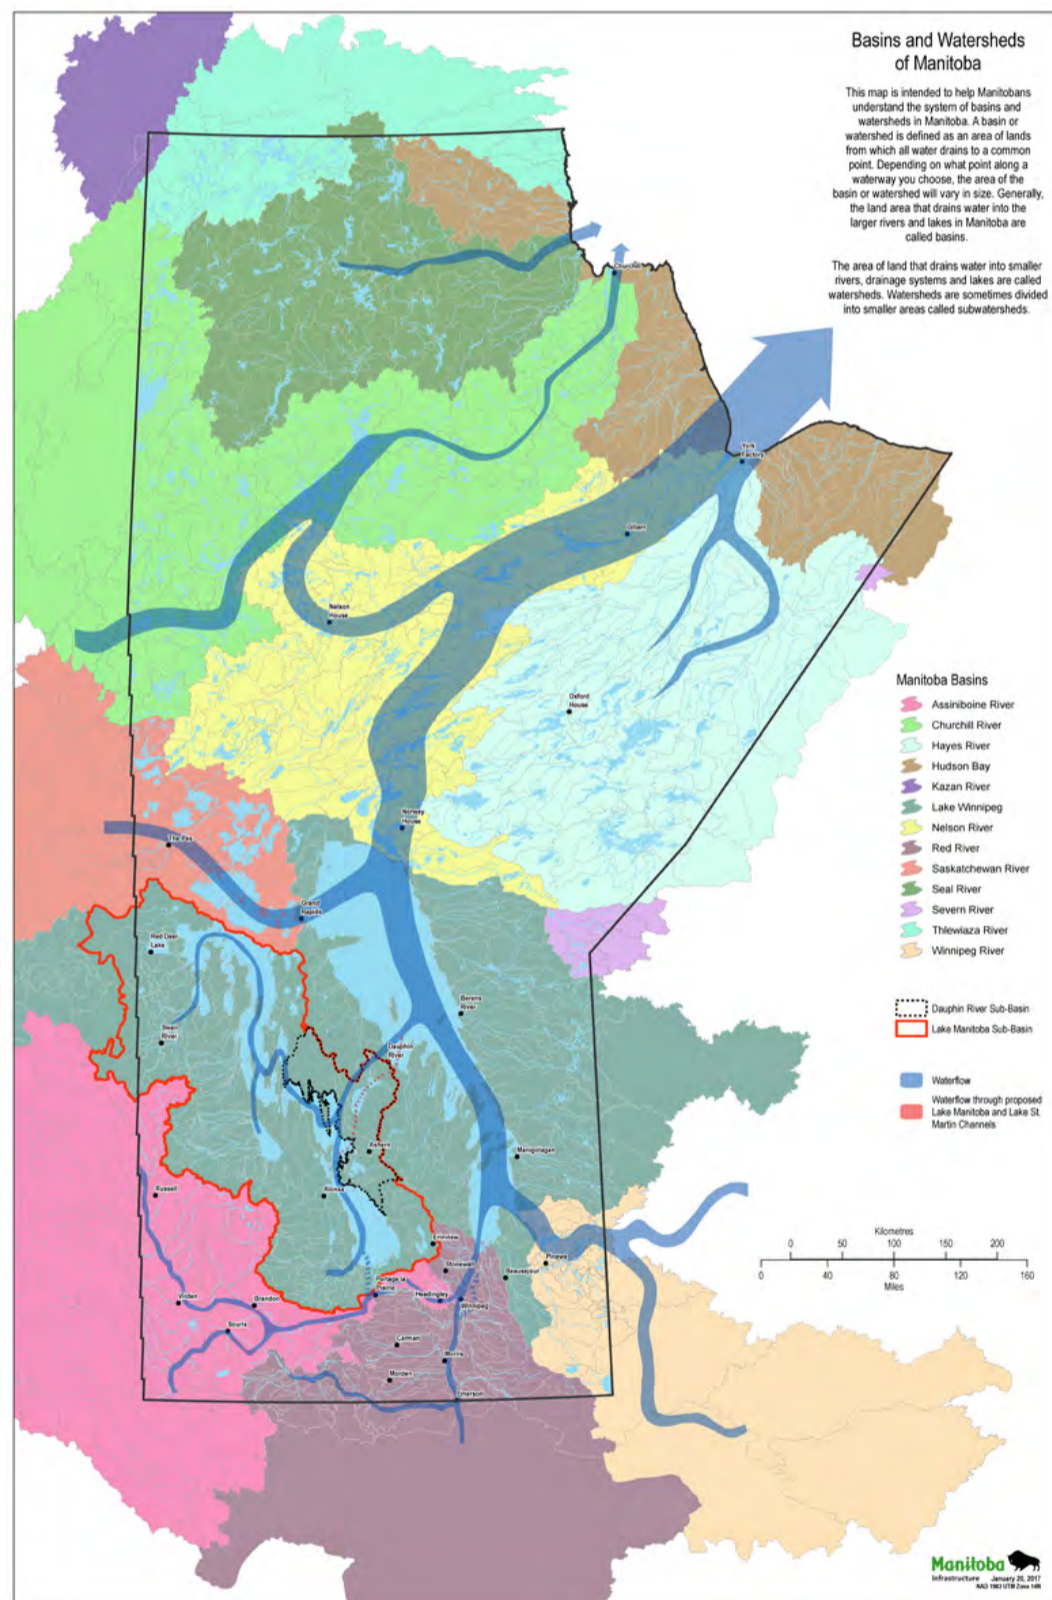 Basins and Watersheds
of Manitoba
This map is intended to help Manitobans
understand the system of basins and
watersheds in Manitoba. A basin or
watershed is defined as an area of lands
from which all water drains to a common
point. Depending on what point along a
waterway you choose, the area of the
basin or watershed will vary in size. Generally,
the land area that drains water into the
larger rivers and lakes in Manitoba are
called basins.
The area of land that drains water into smaller
rivers, drainage systems and lakes are called
watersheds. Watersheds are sometimes divided
into smaller areas called subwatersheds.
Churchill
York
Factory
Gillam
Nelson
House
Oxford
House
Norway
House
The Pas
Grand
Rapids
Red Deer
Lake
Swan
River
Berens
River
Dauphin
River
Ashern
Manigotagan
Alonsa
Russell
Eriksdale
Stonewall
Pinawa
Beausejour
Portage la
Prairie
Headingley
Winnipeg
Virden
Brandon
Souris
Carman
Morris
Morden
Emerson
Manitoba Basins
Assiniboine River
Churchill River
Hayes River
Hudson Bay
Kazan River
Lake Winnipeg
Nelson River
Red River
Saskatchewan River
Seal River
Severn River
Thlewiaza River
Winnipeg River
Dauphin River Sub-Basin
Lake Manitoba Sub-Basin
Waterflow
Waterflow through proposed
Lake Manitoba and Lake St.
Martin Channels
Kilometres
0 50 100 150 200
0 40 80 120 160
Miles
Manitoba
Infrastructure January 20, 2017
NAD 1983 UTM Zone 14N